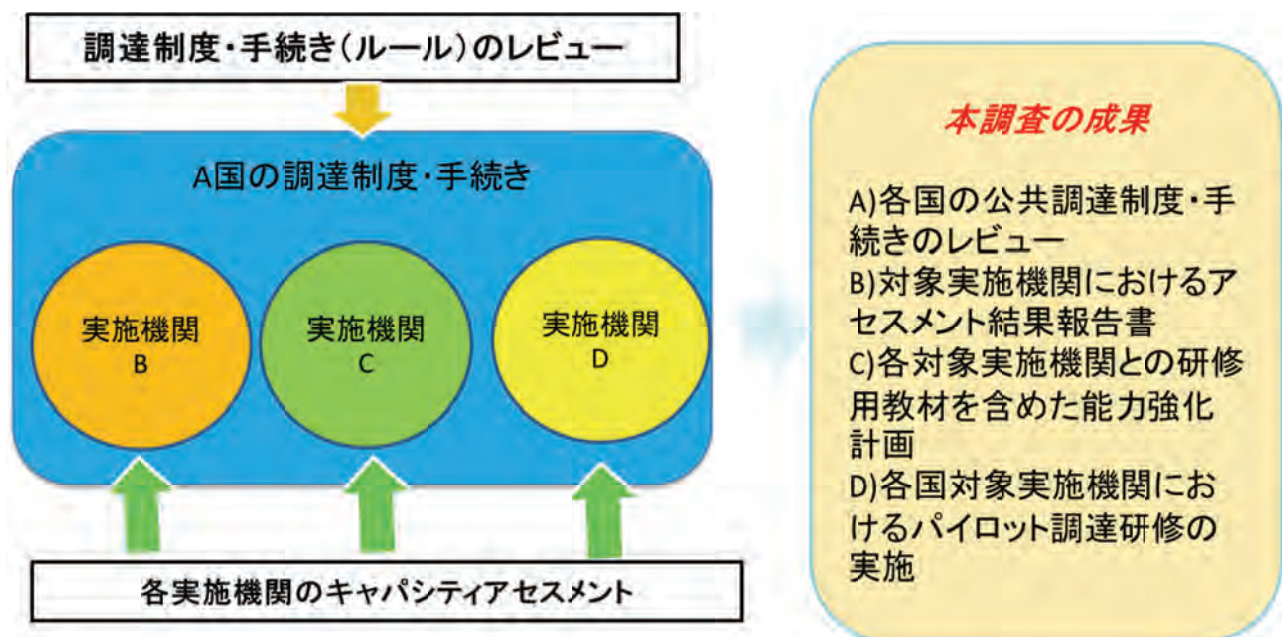 調達制度・手続き(ルール)のレビュー
A国の調達制度・手続き
実施機関
B
実施機関
C
実施機関
D
各実施機関のキャパシティアセスメント
本調査の成果
A)各国の公共調達制度・手
続きのレビュー
B)対象実施機関におけるア
セスメント結果報告書
C)各対象実施機関との研修
用教材を含めた能力強化
計画
D)各国対象実施機関にお
けるパイロット調達研修の
実施